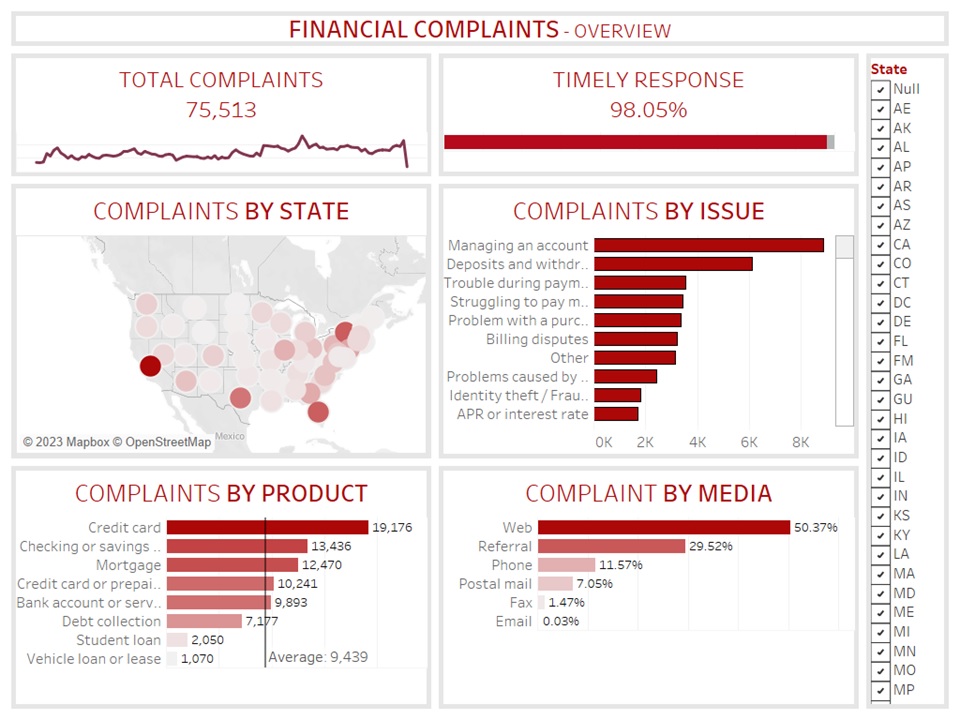 FINANCIAL COMPLAINTS - OVERVIEW
TOTAL COMPLAINTS
75,513
TIMELY RESPONSE
98.05%
COMPLAINTS BY STATE
© 2023 Mapbox © OpenStreetMap
Mexico
COMPLAINTS BY ISSUE
Managing an account
Deposits and withdr..
Trouble during paym..
Struggling to pay m..
Problem with a purc..
Billing disputes
Other
Problems caused by ..
Identity theft / Frau..
APR or interest rate
0K 2K 4K 6K 8K
COMPLAINTS BY PRODUCT
Credit card 19,176
Checking or savings .. 13,436
Mortgage 12,470
Credit card or prepai.. 10,241
Bank account or serv.. 9,893
Debt collection 7,177
Student loan 2,050
Vehicle loan or lease 1,070
Average: 9,439
COMPLAINT BY MEDIA
Web 50.37%
Referral 29.52%
Phone 11.57%
Postal mail 7.05%
Fax 1.47%
Email 0.03%
State
Null
AE
AK
AL
AP
AR
AS
AZ
CA
CO
CT
DC
DE
FL
FM
GA
GU
HI
IA
ID
IL
IN
KS
KY
LA
MA
MD
ME
MI
MN
MO
MP